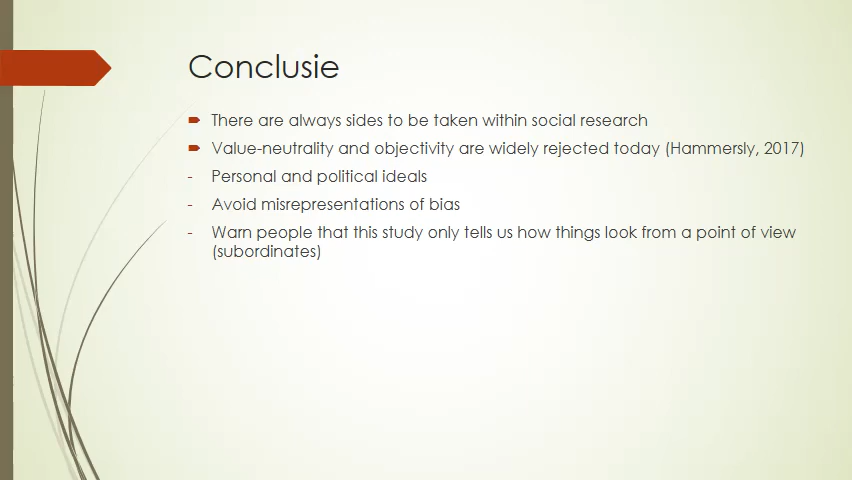 Conclusie
There are always sides to be taken within social research
Value-neutrality and objectivity are widely rejected today (Hammersly, 2017)
- Personal and political ideals
- Avoid misrepresentations of bias
- Warn people that this study only tells us how things look from a point of view
(subordinates)